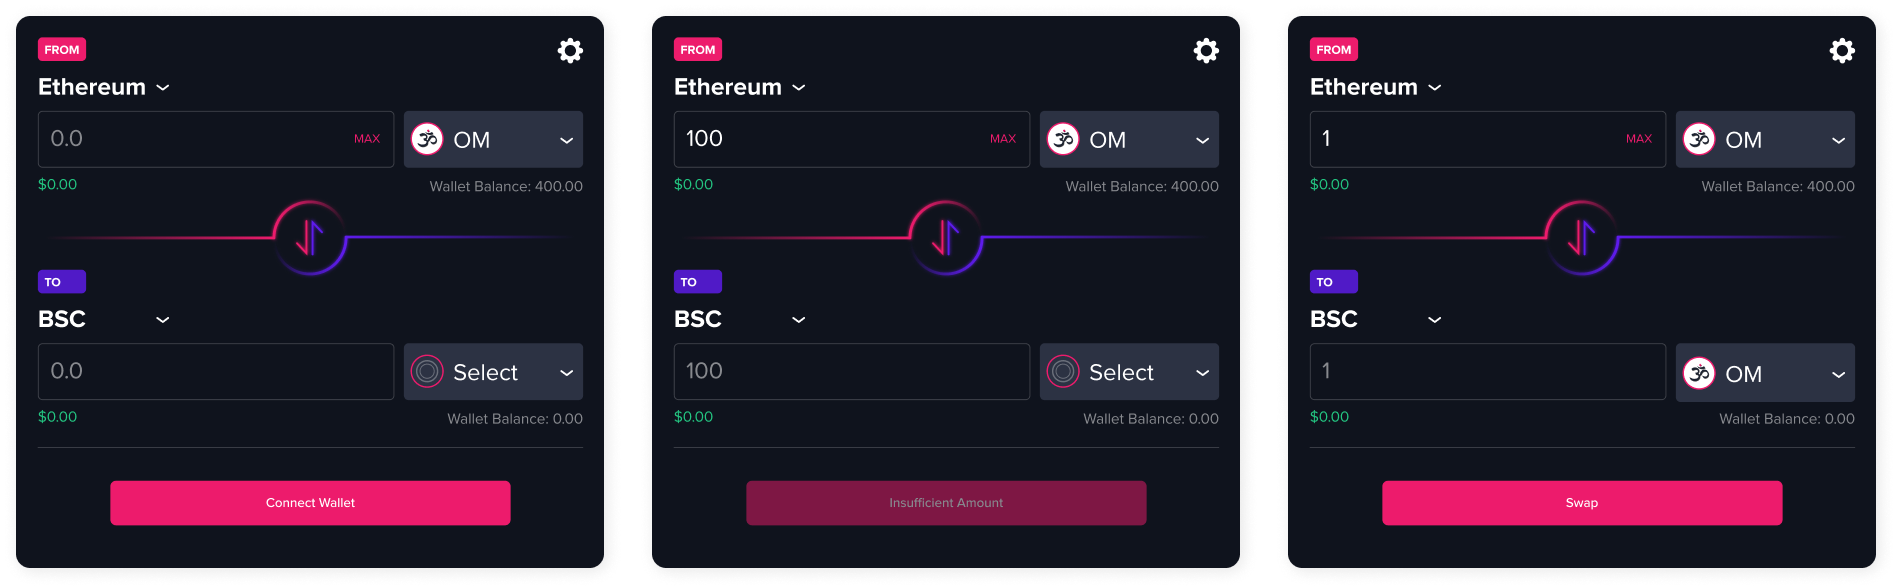 FROM
Ethereum
0.0 MAX OM
$0.00 Wallet Balance: 400.00
TO
BSC
0.0 Select
$0.00 Wallet Balance: 0.00
Connect Wallet
FROM
Ethereum
100 MAX OM
$0.00 Wallet Balance: 400.00
TO
BSC
100 Select
$0.00 Wallet Balance: 0.00
Insufficient Amount
FROM
Ethereum
1 MAX OM
$0.00 Wallet Balance: 400.00
TO
BSC
1 OM
$0.00 Wallet Balance: 0.00
Swap